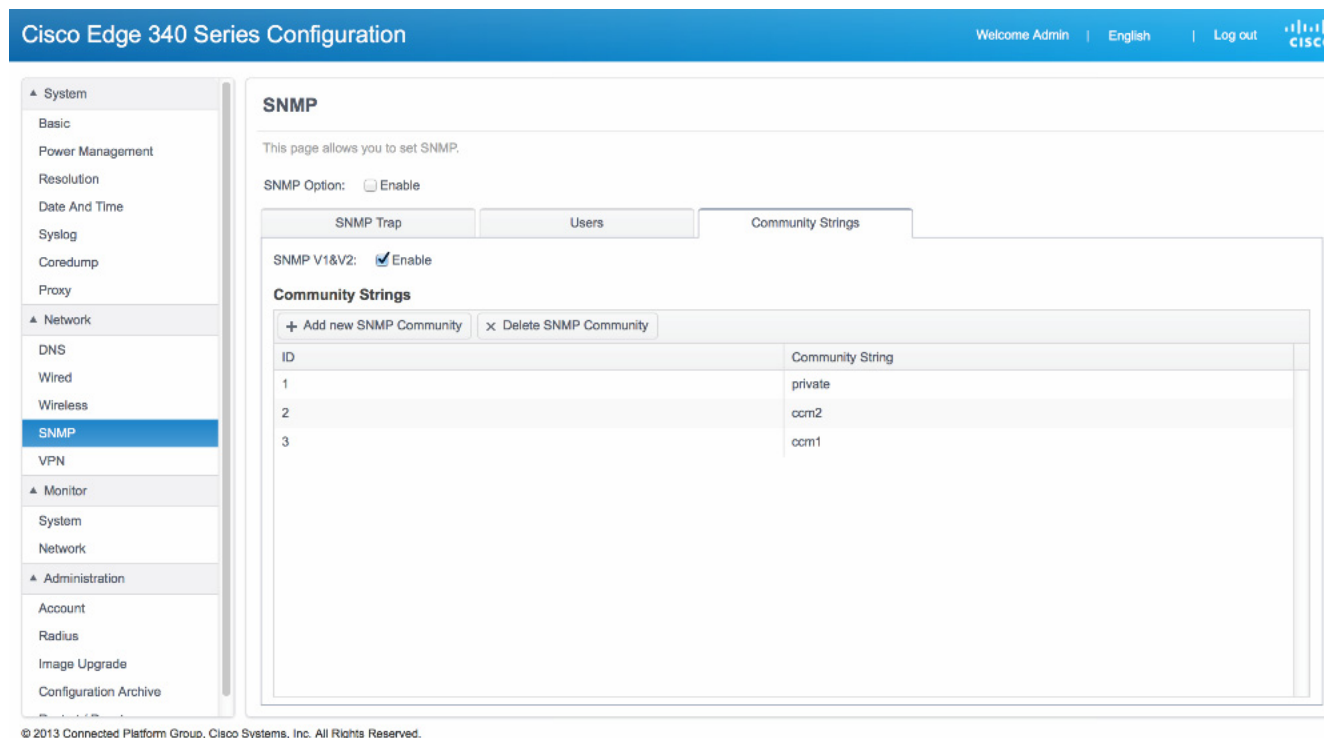 Cisco Edge 340 Series Configuration
Welcome Admin | English | Log out
▲ System
Basic
Power Management
Resolution
Date And Time
Syslog
Coredump
Proxy
▲ Network
DNS
Wired
Wireless
SNMP
VPN
▲ Monitor
System
Network
▲ Administration
Account
Radius
Image Upgrade
Configuration Archive
SNMP
This page allows you to set SNMP.
SNMP Option: Enable
SNMP Trap Users Community Strings
SNMP V1&V2: Enable
Community Strings
+ Add new SNMP Community x Delete SNMP Community
ID Community String
1 private
2 ccm2
3 ccm1
© 2013 Connected Platform Group, Cisco Systems, Inc. All Rights Reserved.